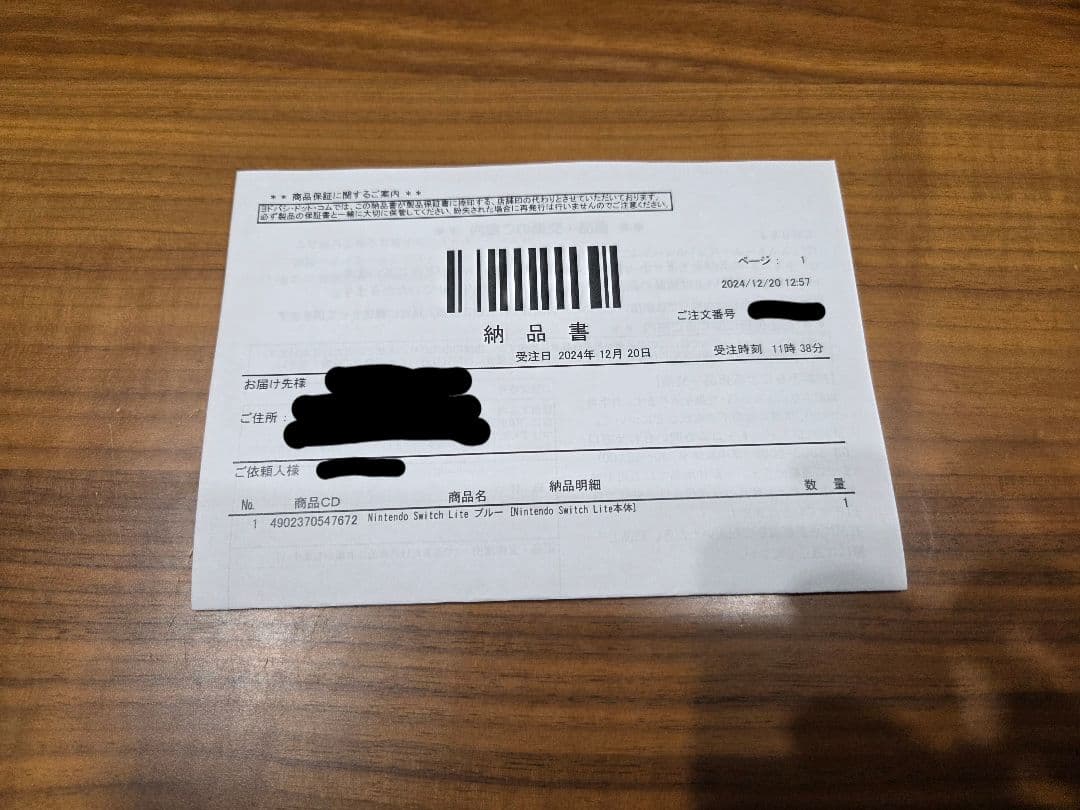 ** 商品保証に関するご案内 **
ヨドバシ・ドット・コムでは、この納品書が製品保証書に捺印する、店舗印の代わりとさせていただいております。
必ず製品の保証書と一緒に大切に保管してください。紛失された場合に再発行は行いませんのでご注意ください。
ページ: 1
2024/12/20 12:57
ご注文番号
納品書
受注日 2024年12月20日
受注時刻 11時38分
お届け先様
ご住所:
ご依頼人様
納品明細
No. 商品CD 商品名 数量
1 4902370547672 Nintendo Switch Lite ブルー [Nintendo Switch Lite本体] 1